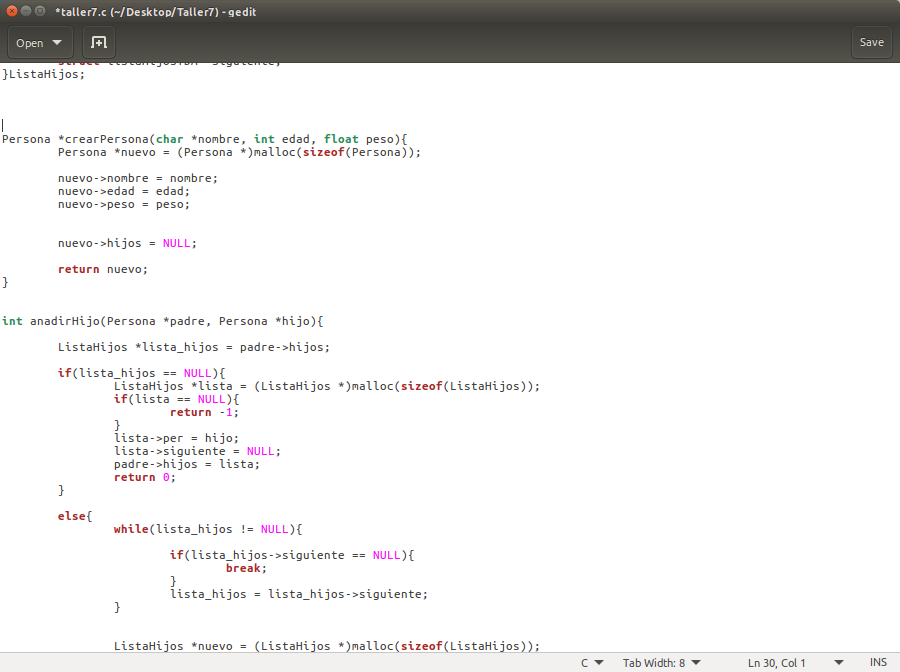 *taller7.c (~/Desktop/Taller7) - gedit
Open
Save
}ListaHijos;
Persona *crearPersona(char *nombre, int edad, float peso){
Persona *nuevo = (Persona *)malloc(sizeof(Persona));
nuevo->nombre = nombre;
nuevo->edad = edad;
nuevo->peso = peso;
nuevo->hijos = NULL;
return nuevo;
}
int anadirHijo(Persona *padre, Persona *hijo){
ListaHijos *lista_hijos = padre->hijos;
if(lista_hijos == NULL){
ListaHijos *lista = (ListaHijos *)malloc(sizeof(ListaHijos));
if(lista == NULL){
return -1;
}
lista->per = hijo;
lista->siguiente = NULL;
padre->hijos = lista;
return 0;
}
else{
while(lista_hijos != NULL){
if(lista_hijos->siguiente == NULL){
break;
}
lista_hijos = lista_hijos->siguiente;
}
ListaHijos *nuevo = (ListaHijos *)malloc(sizeof(ListaHijos));
C
Tab Width: 8
Ln 30, Col 1
INS